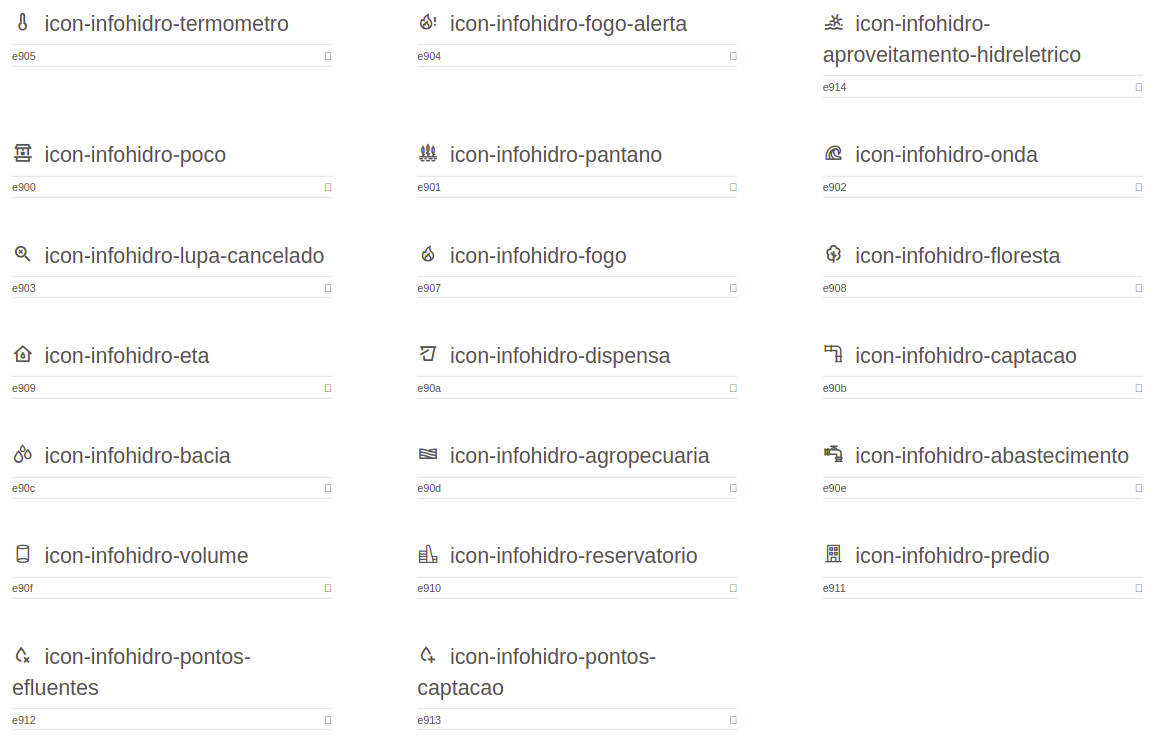 icon-infohidro-termometro
e905
icon-infohidro-fogo-alerta
e904
icon-infohidro-
aproveitamento-hidreletrico
e914
icon-infohidro-poco
e900
icon-infohidro-pantano
e901
icon-infohidro-onda
e902
icon-infohidro-lupa-cancelado
e903
icon-infohidro-fogo
e907
icon-infohidro-floresta
e908
icon-infohidro-eta
e909
icon-infohidro-dispensa
e90a
icon-infohidro-captacao
e90b
icon-infohidro-bacia
e90c
icon-infohidro-agropecuaria
e90d
icon-infohidro-abastecimento
e90e
icon-infohidro-volume
e90f
icon-infohidro-reservatorio
e910
icon-infohidro-predio
e911
icon-infohidro-pontos-
efluentes
e912
icon-infohidro-pontos-
captacao
e913